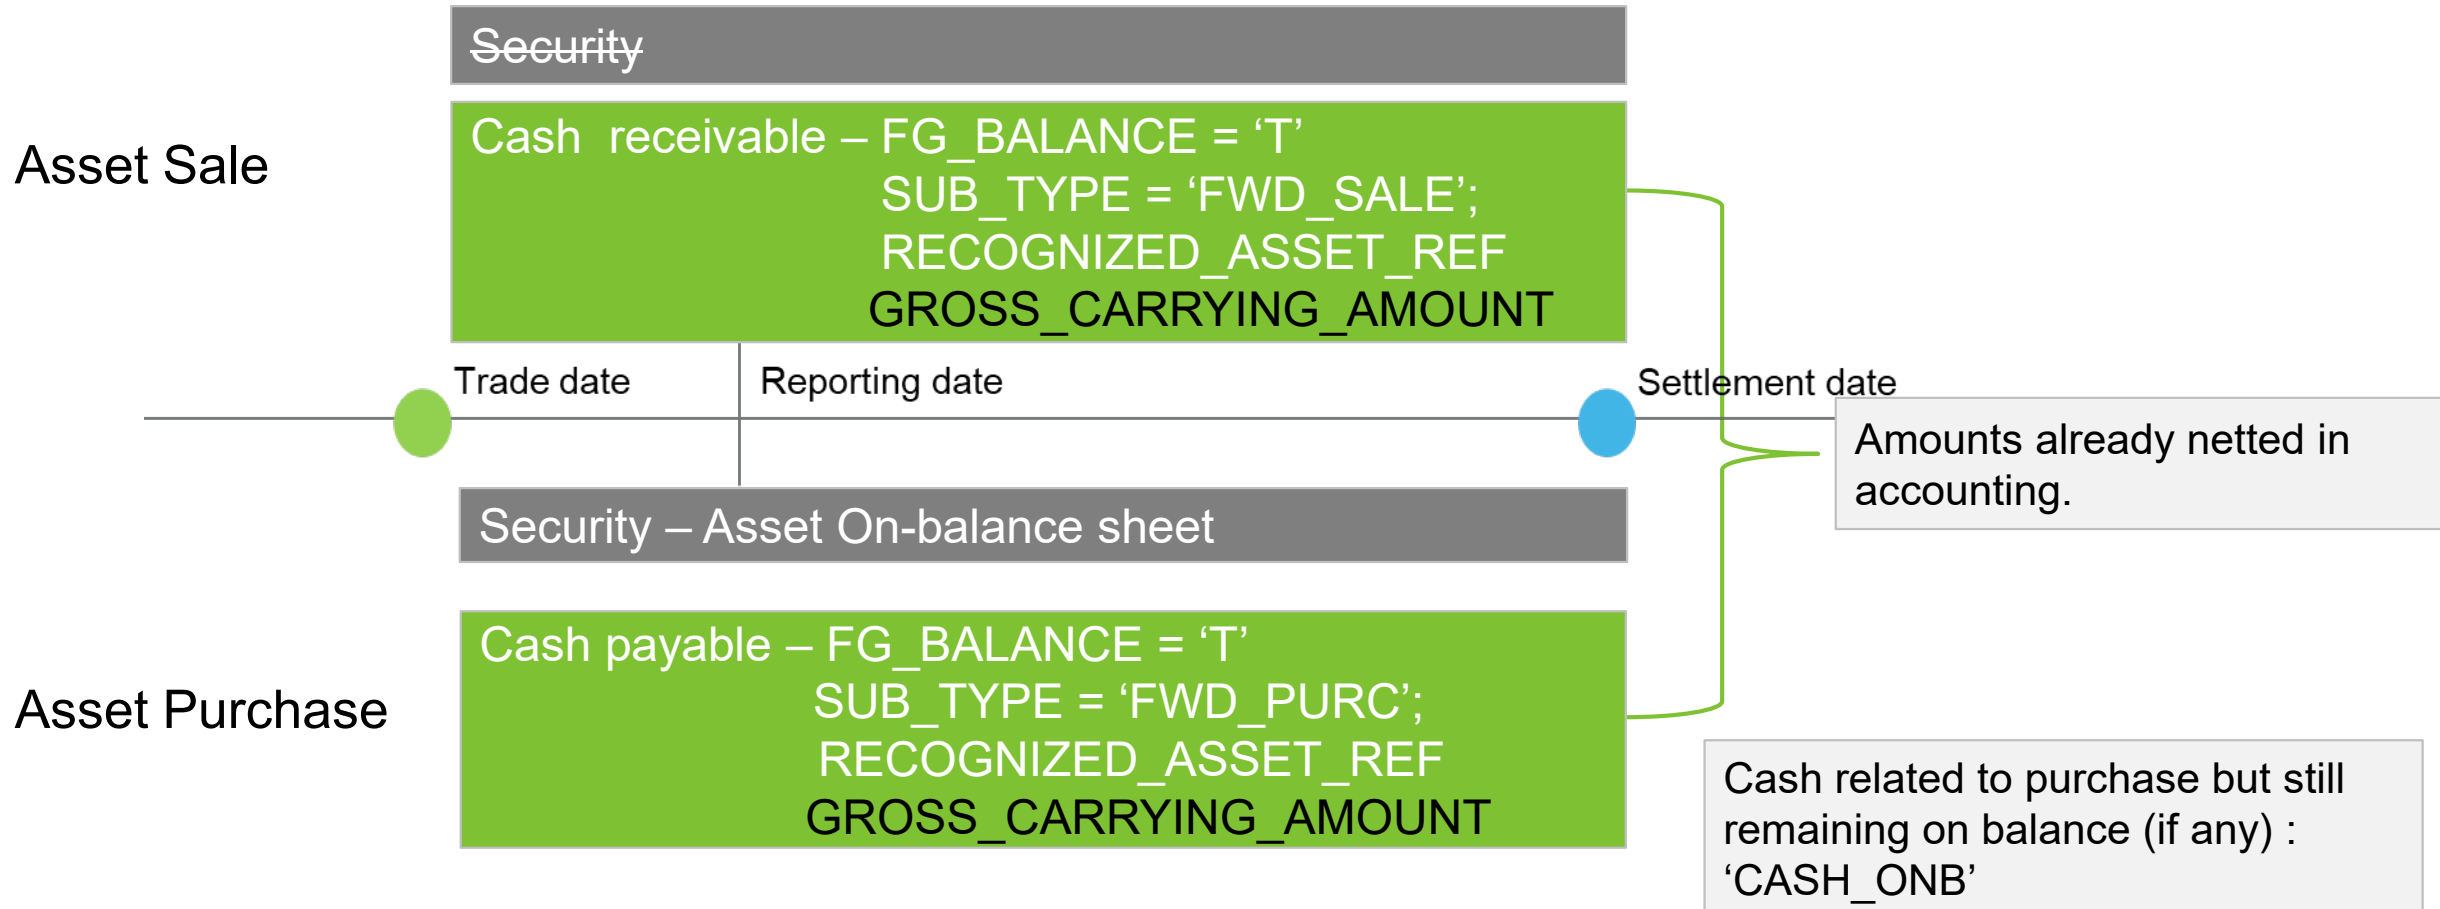 Security
Asset Sale
Cash receivable – FG_BALANCE = ‘T’
SUB_TYPE = ‘FWD_SALE’;
RECOGNIZED_ASSET_REF
GROSS_CARRYING_AMOUNT
Trade date
Reporting date
Settlement date
Amounts already netted in
accounting.
Security – Asset On-balance sheet
Asset Purchase
Cash payable – FG_BALANCE = ‘T’
SUB_TYPE = ‘FWD_PURC’;
RECOGNIZED_ASSET_REF
GROSS_CARRYING_AMOUNT
Cash related to purchase but still
remaining on balance (if any) :
‘CASH_ONB’